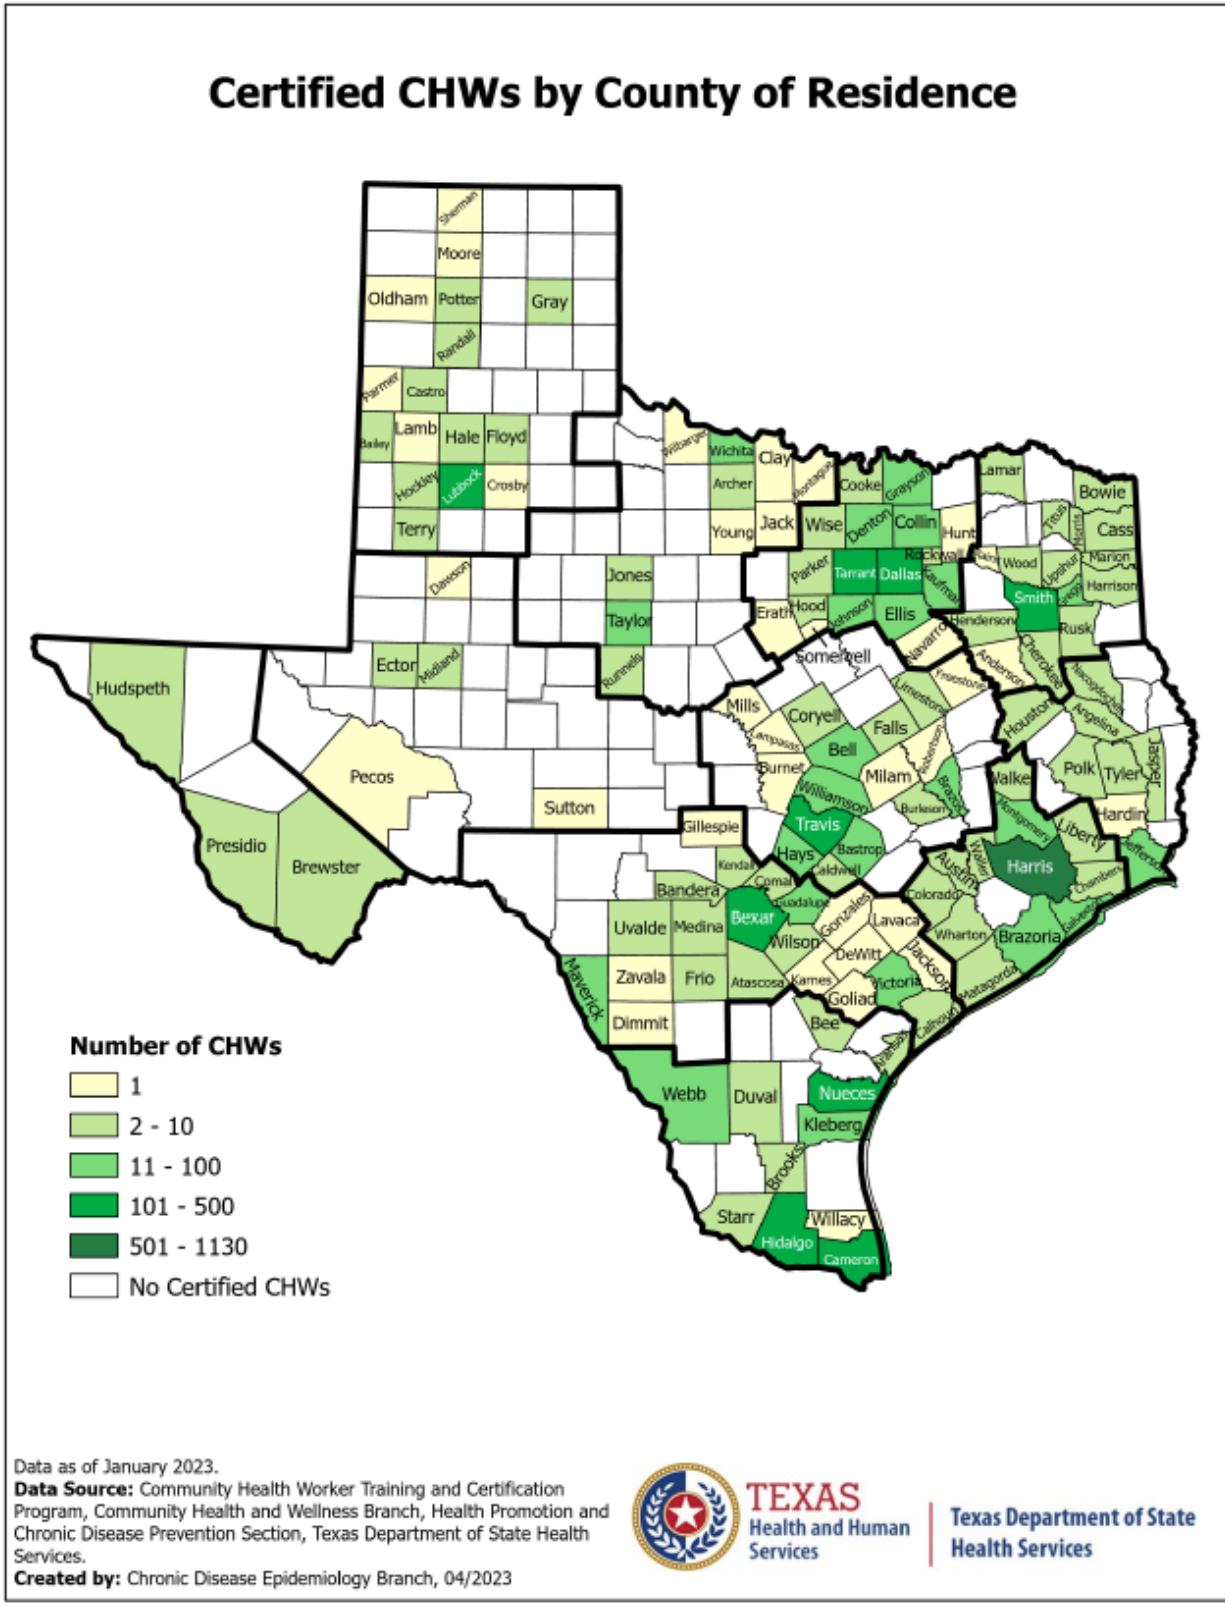 Certified CHWs by County of Residence
Sherman
Moore
Oldham
Potter
Gray
Randall
Parmer
Castro
Bailey
Lamb
Hale
Floyd
Hockley
Lubbock
Crosby
Terry
Wilbarger
Wichita
Clay
Montague
Archer
Young
Jack
Cooke
Grayson
Wise
Denton
Collin
Hunt
Rockwall
Parker
Tarrant
Dallas
Kaufman
Erath
Hood
Johnson
Ellis
Navarro
Somervell
Lamar
Bowie
Titus
Morris
Cass
Rains
Wood
Upshur
Marion
Harrison
Smith
Gregg
Henderson
Rusk
Cherokee
Anderson
Dawson
Jones
Taylor
Runnels
Ector
Midland
Hudspeth
Pecos
Sutton
Presidio
Brewster
Mills
Lampasas
Coryell
Limestone
Freestone
Falls
Bell
Burnet
Milam
Robertson
Williamson
Brazos
Burleson
Travis
Hays
Bastrop
Caldwell
Nacogdoches
Houston
Angelina
Polk
Tyler
Jasper
Hardin
Walke
Montgomery
Liberty
Jefferson
Harris
Waller
Austin
Chambers
Colorado
Galveston
Wharton
Brazoria
Matagorda
Gillespie
Kendall
Comal
Bandera
Guadalupe
Bexar
Gonzales
Lavaca
Uvalde
Medina
Wilson
DeWitt
Jackson
Maverick
Zavala
Frio
Atascosa
Karnes
Victoria
Goliad
Dimmit
Calhoun
Bee
Aransas
Webb
Duval
Nueces
Kleberg
Brooks
Starr
Hidalgo
Willacy
Cameron
Number of CHWs
1
2 - 10
11 - 100
101 - 500
501 - 1130
No Certified CHWs
Data as of January 2023.
Data Source: Community Health Worker Training and Certification
Program, Community Health and Wellness Branch, Health Promotion and
Chronic Disease Prevention Section, Texas Department of State Health
Services.
Created by: Chronic Disease Epidemiology Branch, 04/2023
TEXAS
Health and Human
Services
Texas Department of State
Health Services